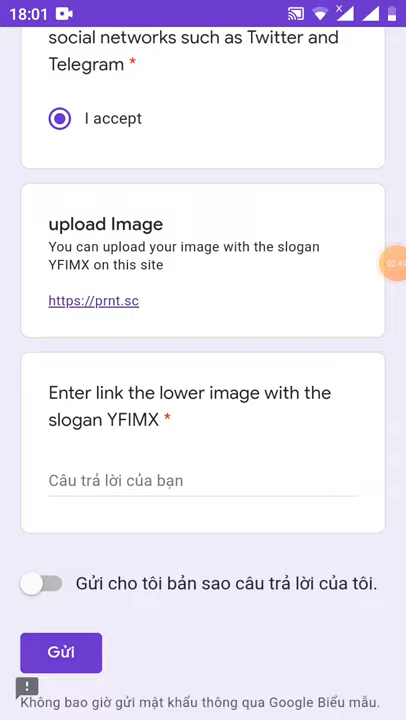 18:01
social networks such as Twitter and
Telegram *
I accept
upload Image
You can upload your image with the slogan
YFIMX on this site
https://prnt.sc
Enter link the lower image with the
slogan YFIMX *
Câu trả lời của bạn
Gửi cho tôi bản sao câu trả lời của tôi.
Gửi
Không bao giờ gửi mật khẩu thông qua Google Biểu mẫu.